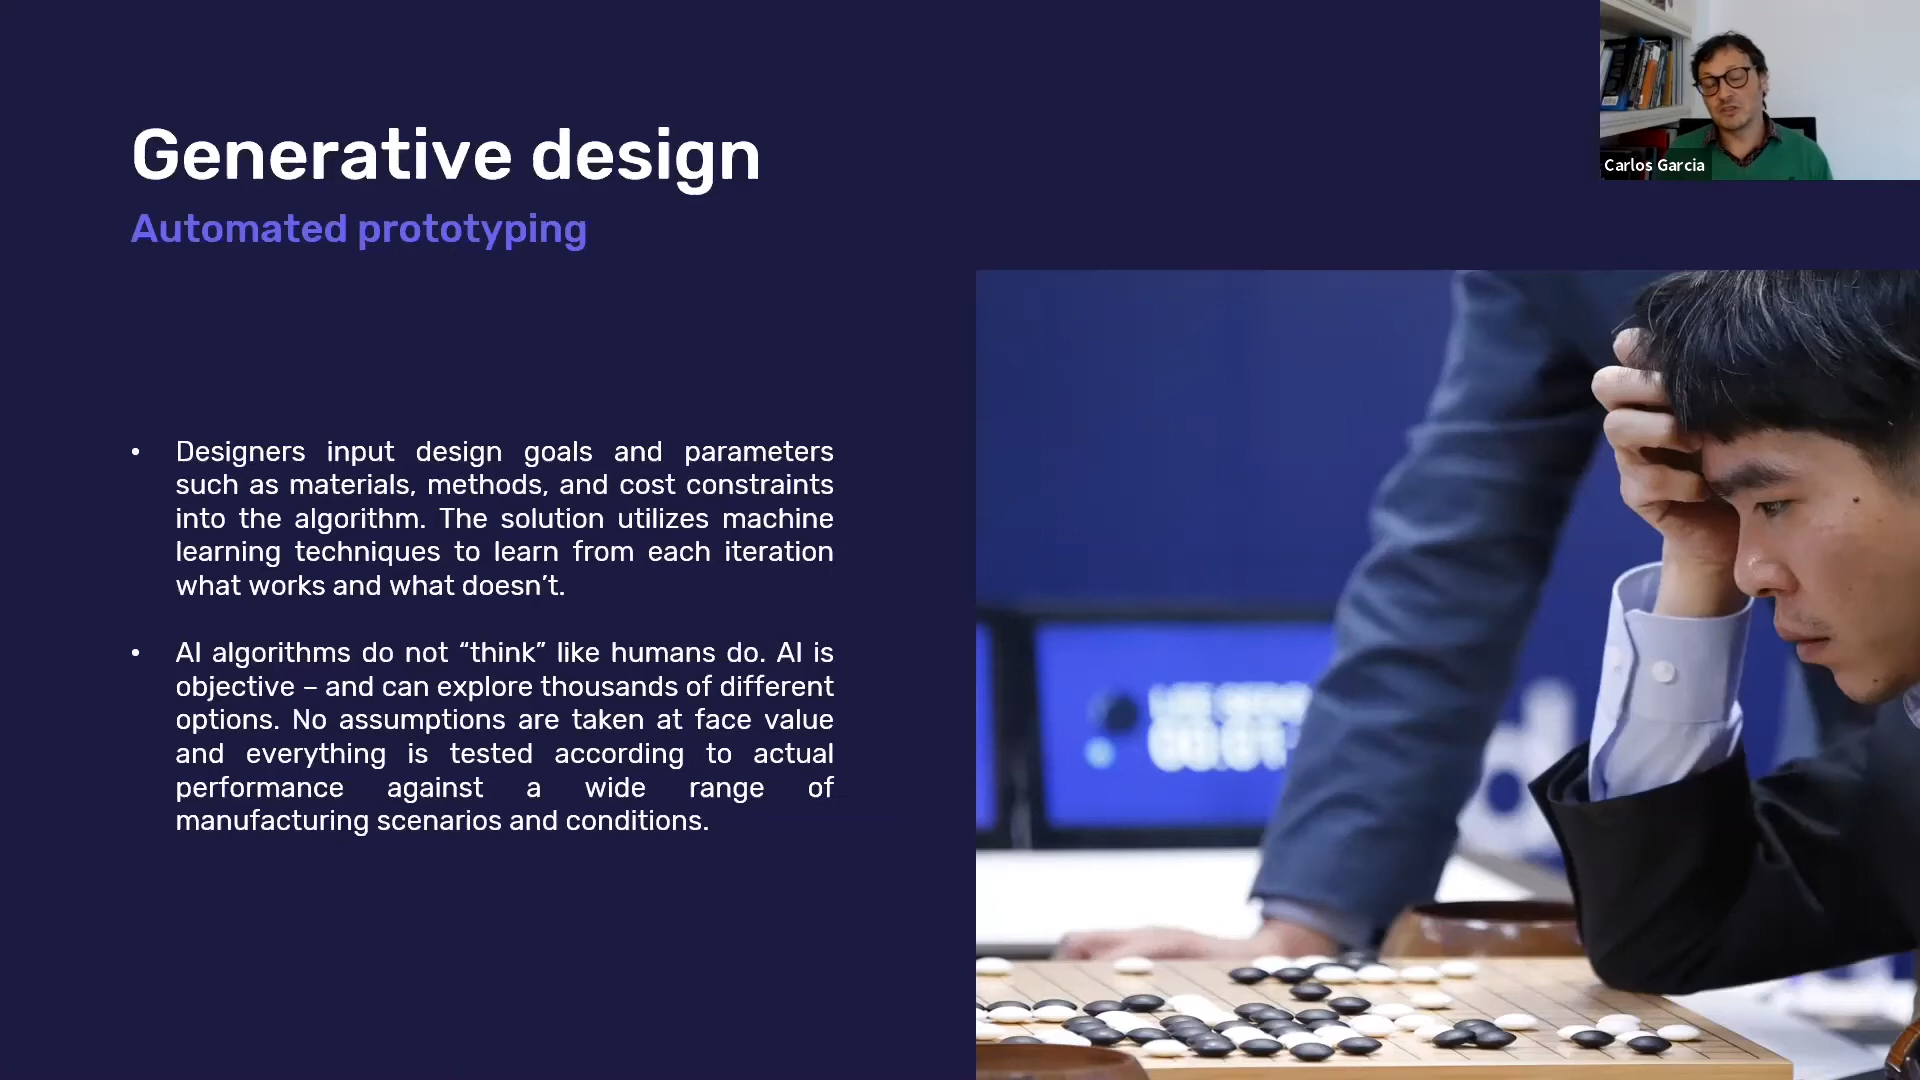 Generative design
Automated prototyping
• Designers input design goals and parameters
such as materials, methods, and cost constraints
into the algorithm. The solution utilizes machine
learning techniques to learn from each iteration
what works and what doesn’t.
• AI algorithms do not “think” like humans do. AI is
objective – and can explore thousands of different
options. No assumptions are taken at face value
and everything is tested according to actual
performance against a wide range of
manufacturing scenarios and conditions.
Carlos Garcia